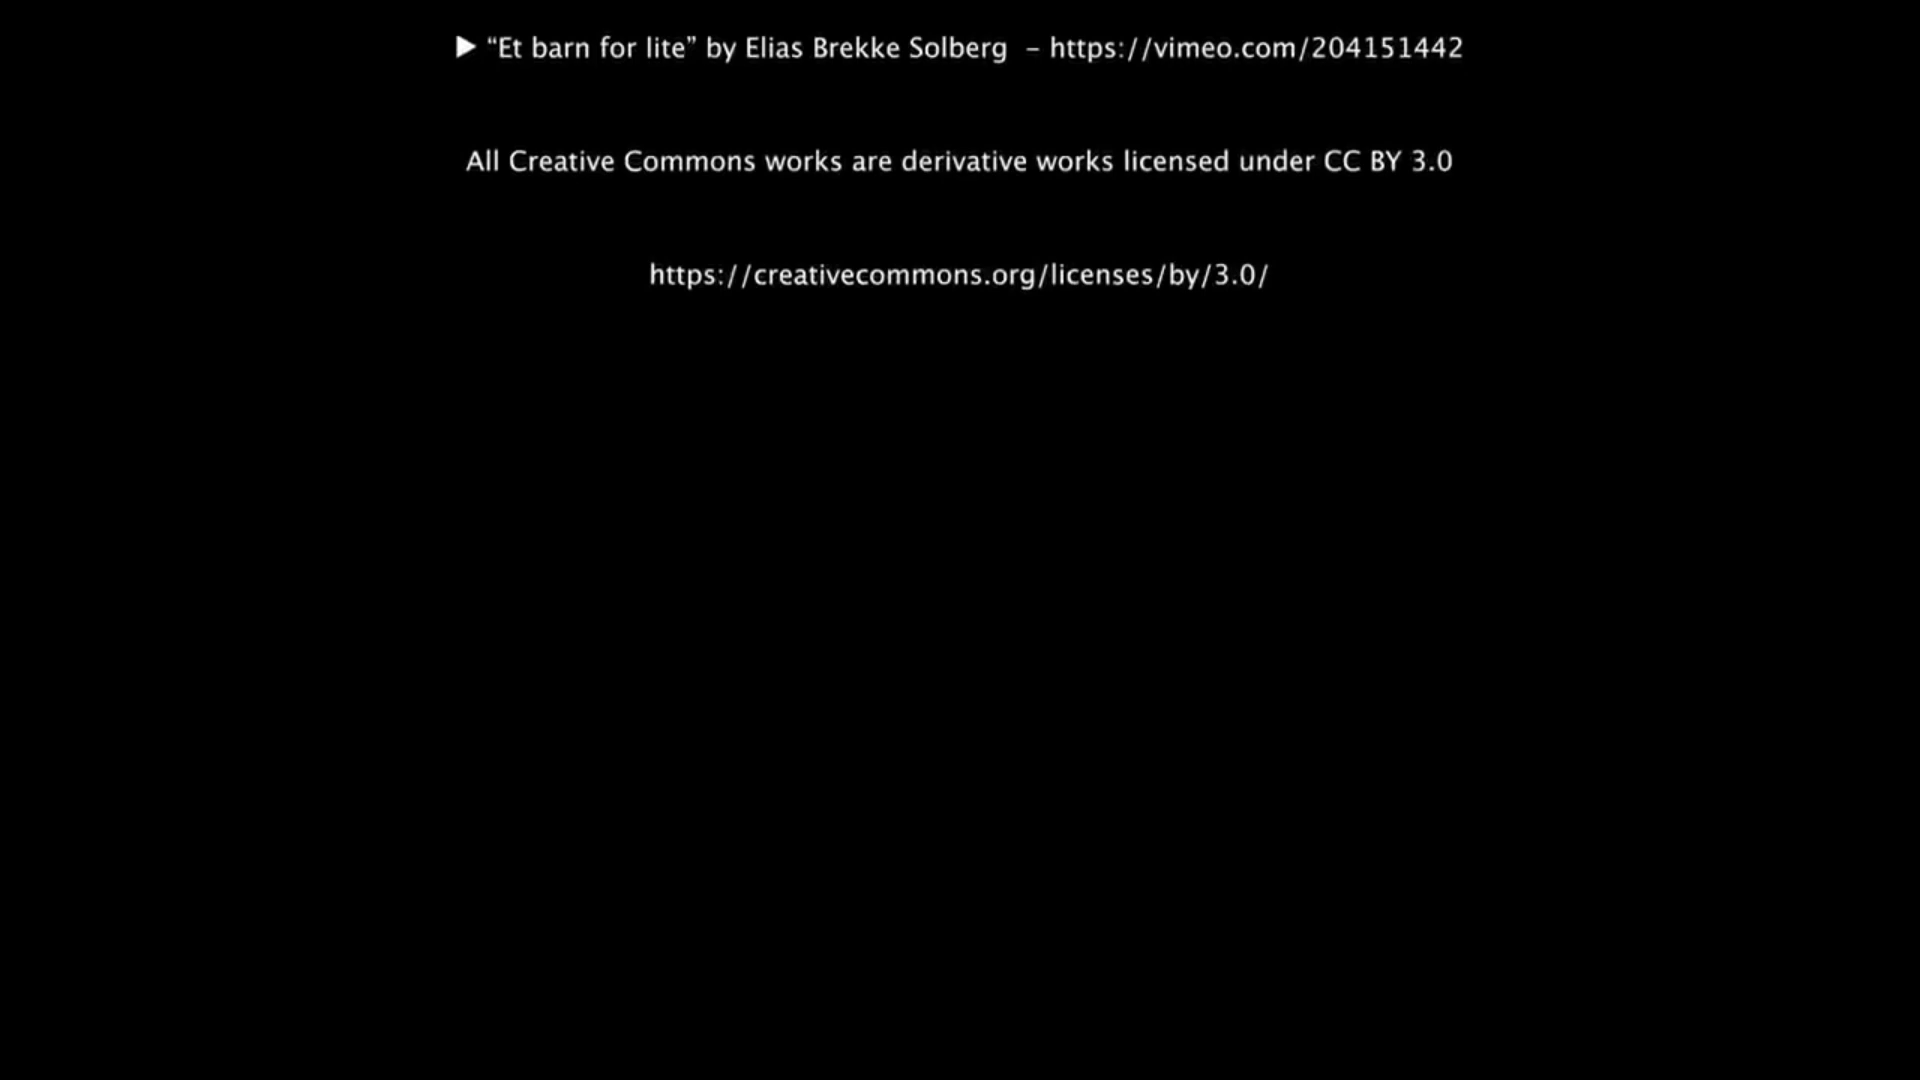 ▶ “Et barn for lite” by Elias Brekke Solberg – https://vimeo.com/204151442
All Creative Commons works are derivative works licensed under CC BY 3.0
https://creativecommons.org/licenses/by/3.0/